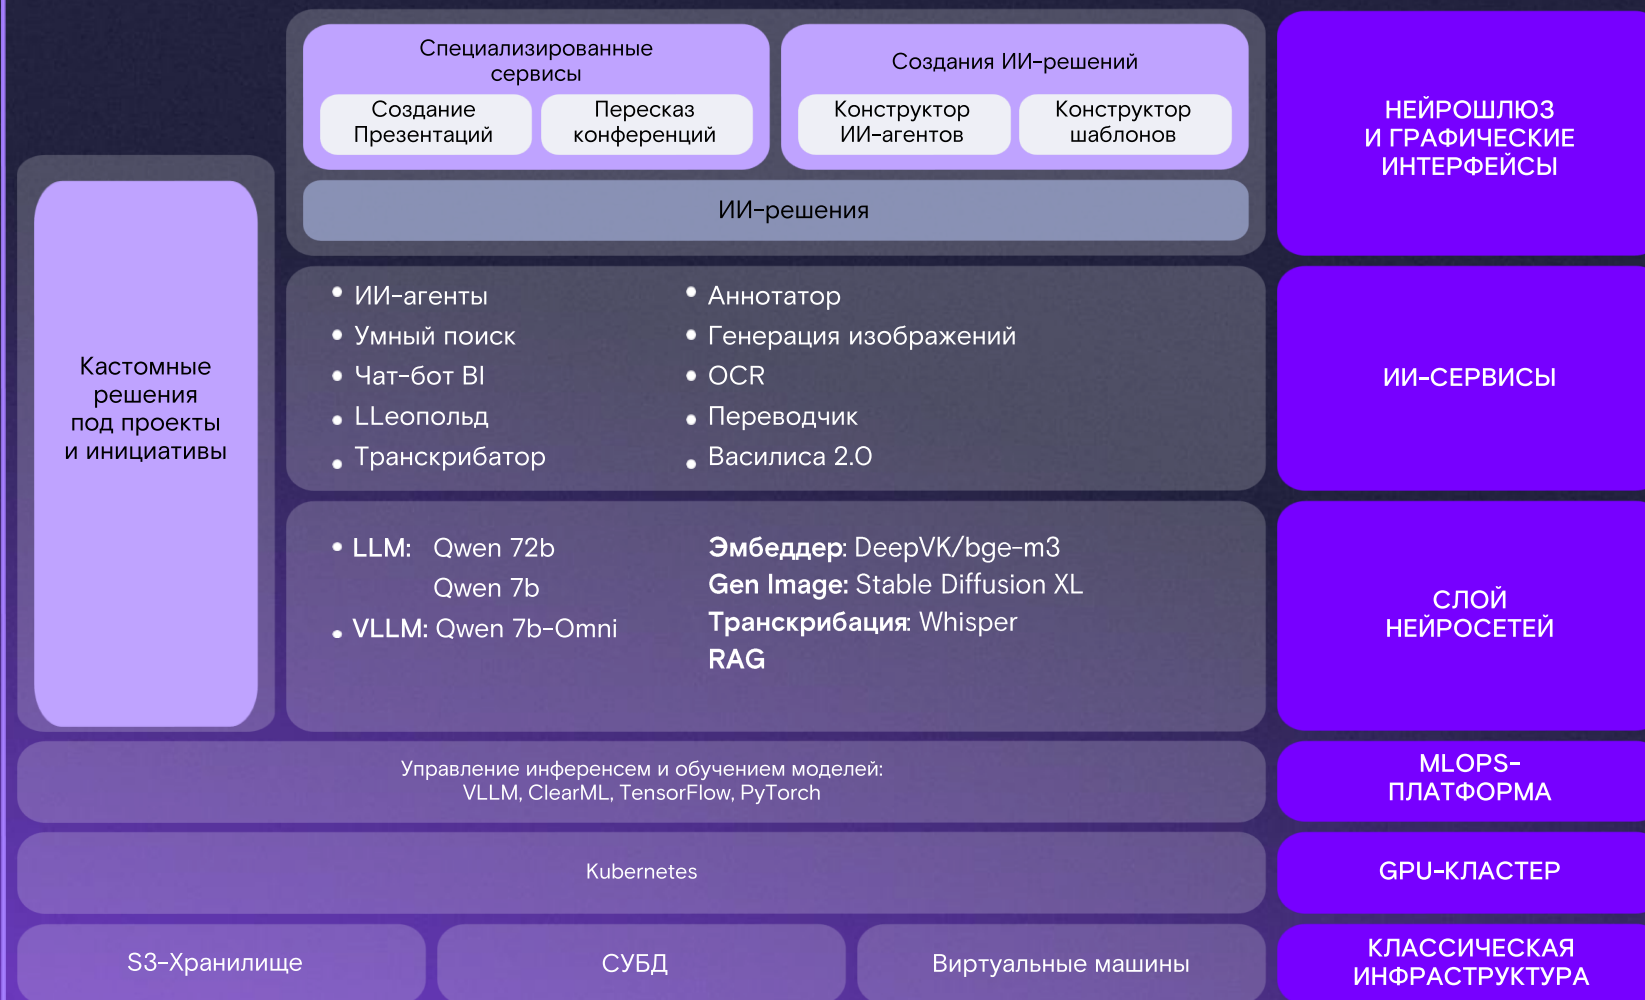 Специализированные
сервисы
Создание
Презентаций
Пересказ
конференций
Создания ИИ-решений
Конструктор
ИИ-агентов
Конструктор
шаблонов
ИИ-решения
НЕЙРОШЛЮЗ
И ГРАФИЧЕСКИЕ
ИНТЕРФЕЙСЫ
Кастомные
решения
под проекты
и инициативы
• ИИ-агенты
• Умный поиск
• Чат-бот BI
• LLеопольд
• Транскрибатор
• Аннотатор
• Генерация изображений
• OCR
• Переводчик
• Василиса 2.0
ИИ-СЕРВИСЫ
• LLM: Qwen 72b
Qwen 7b
• VLLM: Qwen 7b-Omni
Эмбеддер: DeepVK/bge-m3
Gen Image: Stable Diffusion XL
Транскрибация: Whisper
RAG
СЛОЙ
НЕЙРОСЕТЕЙ
Управление инференсем и обучением моделей:
VLLM, ClearML, TensorFlow, PyTorch
MLOPS-
ПЛАТФОРМА
Kubernetes
GPU-КЛАСТЕР
S3-Хранилище
СУБД
Виртуальные машины
КЛАССИЧЕСКАЯ
ИНФРАСТРУКТУРА